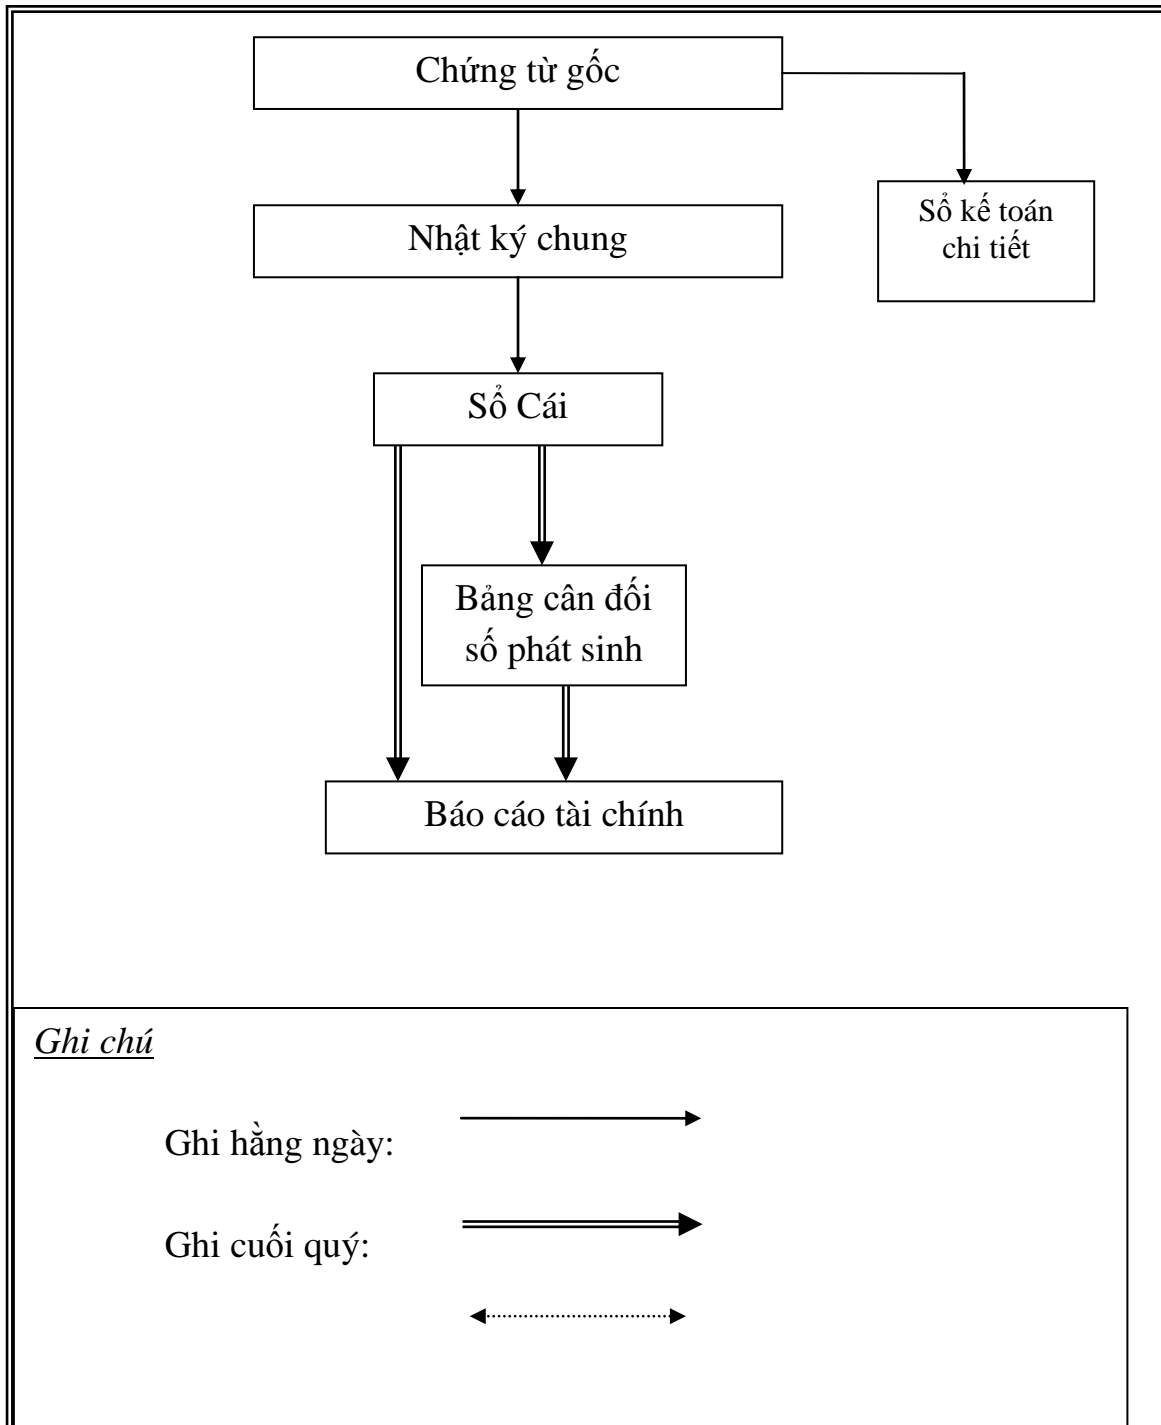 Chứng từ gốc
Nhật ký chung
Sổ kế toán
chi tiết
Sổ Cái
Bảng cân đối
số phát sinh
Báo cáo tài chính
Ghi chú
Ghi hằng ngày:
Ghi cuối quý: